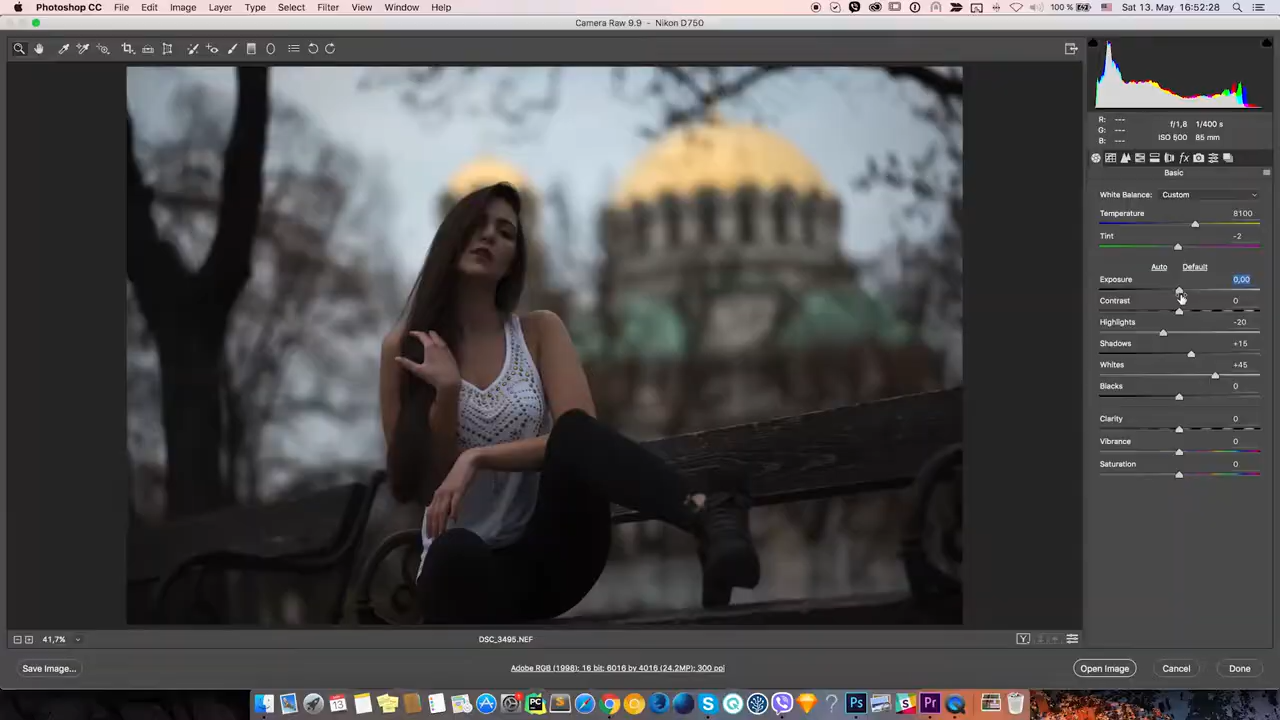 Photoshop CC File Edit Image Layer Type Select Filter View Window Help 100 % Sat 13. May 16:52:28
Camera Raw 9.9 - Nikon D750
R: ---
G: ---
B: ---
f/1,8 1/400 s
ISO 500 85 mm
Basic
White Balance: Custom
Temperature 8100
Tint -2
Auto Default
Exposure 0,00
Contrast 0
Highlights -20
Shadows +15
Whites +45
Blacks 0
Clarity 0
Vibrance 0
Saturation 0
41,7% DSC_3495.NEF Y
Save Image... Adobe RGB (1998); 16 bit; 6016 by 4016 (24,2MP); 300 ppi Open Image Cancel Done